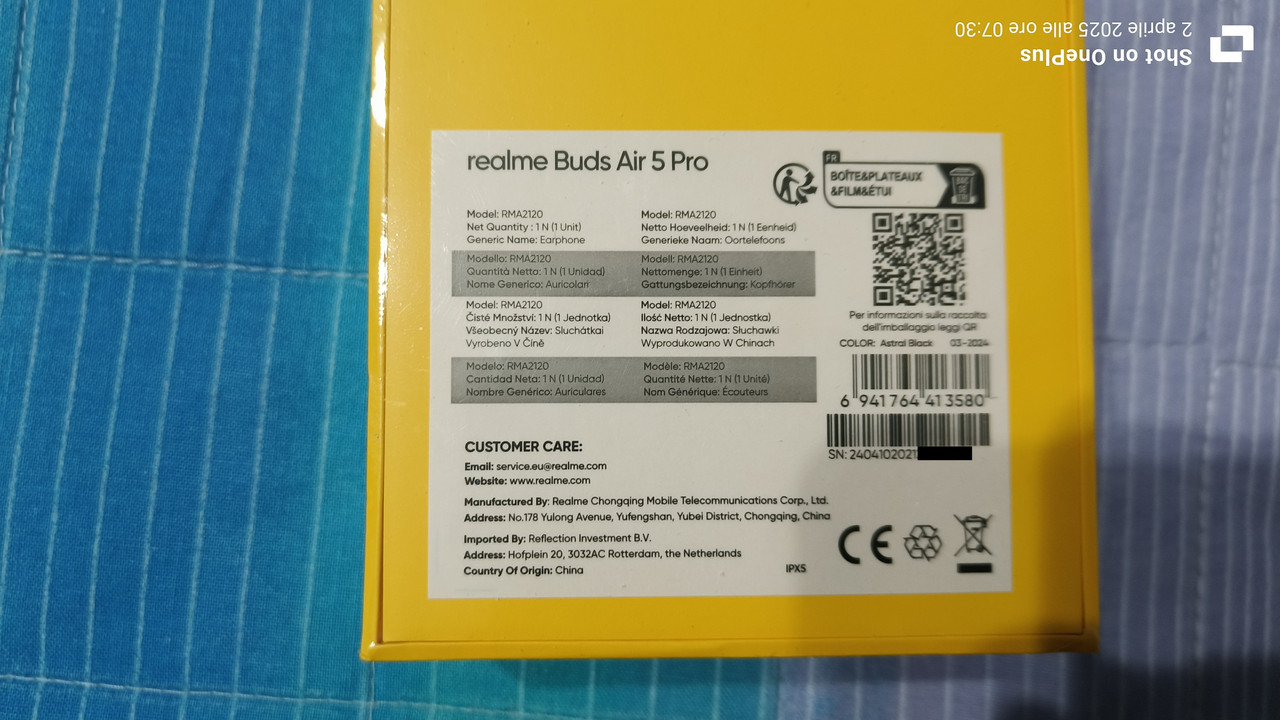 realme Buds Air 5 Pro
Model: RMA2120
Net Quantity : 1 N (1 Unit)
Generic Name: Earphone
Model: RMA2120
Netto Hoeveelheid: 1 N (1 Eenheid)
Generieke Naam: Oortelefoons
Modello: RMA2120
Quantità Netta: 1 N (1 Unidad)
Nome Generico: Auricolari
Modell: RMA2120
Nettomenge: 1 N (1 Einheit)
Gattungsbezeichnung: Kopfhörer
Model: RMA2120
Čisté Množství: 1 N (1 Jednotka)
Všeobecný Název: Sluchátkai
Vyrobeno V Číně
Model: RMA2120
Ilość Netto: 1 N (1 Jednostka)
Nazwa Rodzajowa: Słuchawki
Wyprodukowano W Chinach
Modelo: RMA2120
Cantidad Neta: 1 N (1 Unidad)
Nombre Genérico: Auriculares
Modèle: RMA2120
Quantité Nette: 1 N (1 Unité)
Nom Générique: Écouteurs
FR
BOÎTE&PLATEAUX
&FILM&ÉTUI
BAC
DE
TRI
Per informazioni sulla raccolta
dell'imballaggio leggi QR
COLOR: Astral Black 03-2024
6 941764 413580
SN: 2404102021
CUSTOMER CARE:
Email: service.eu@realme.com
Website: www.realme.com
Manufactured By: Realme Chongqing Mobile Telecommunications Corp., Ltd.
Address: No.178 Yulong Avenue, Yufengshan, Yubei District, Chongqing, China
Imported By: Reflection Investment B.V.
Address: Hofplein 20, 3032AC Rotterdam, the Netherlands
Country Of Origin: China
IPX5
CE
Shot on OnePlus
2 aprile 2025 alle ore 07:30